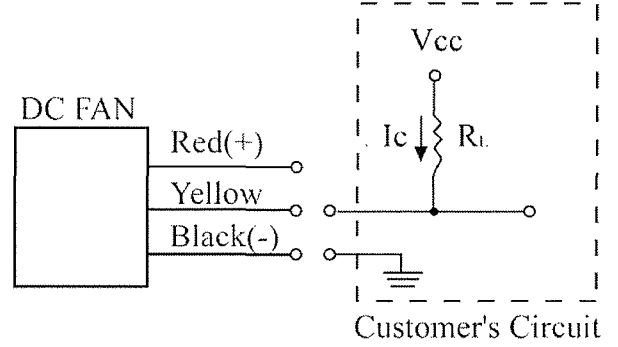 Vcc
DC FAN
Red(+)
Ic
RL
Yellow
Black(-)
Customer's Circuit